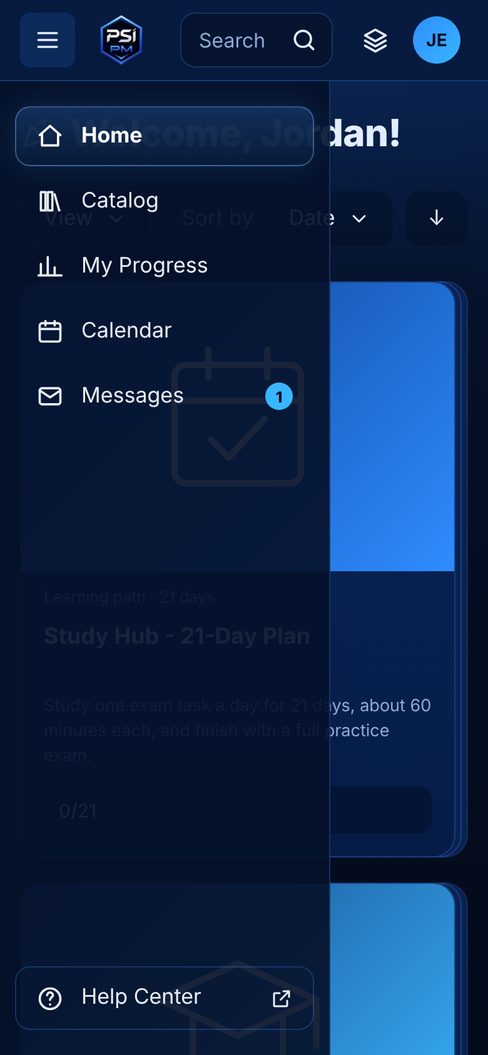 PSI
PM
Search
JE
Welcome, Jordan!
Home
Catalog
View
Sort by
Date
My Progress
Calendar
Messages
1
Learning path · 21 days
Study Hub - 21-Day Plan
Study one exam task a day for 21 days, about 60
minutes each, and finish with a full practice
exam.
0/21
Help Center